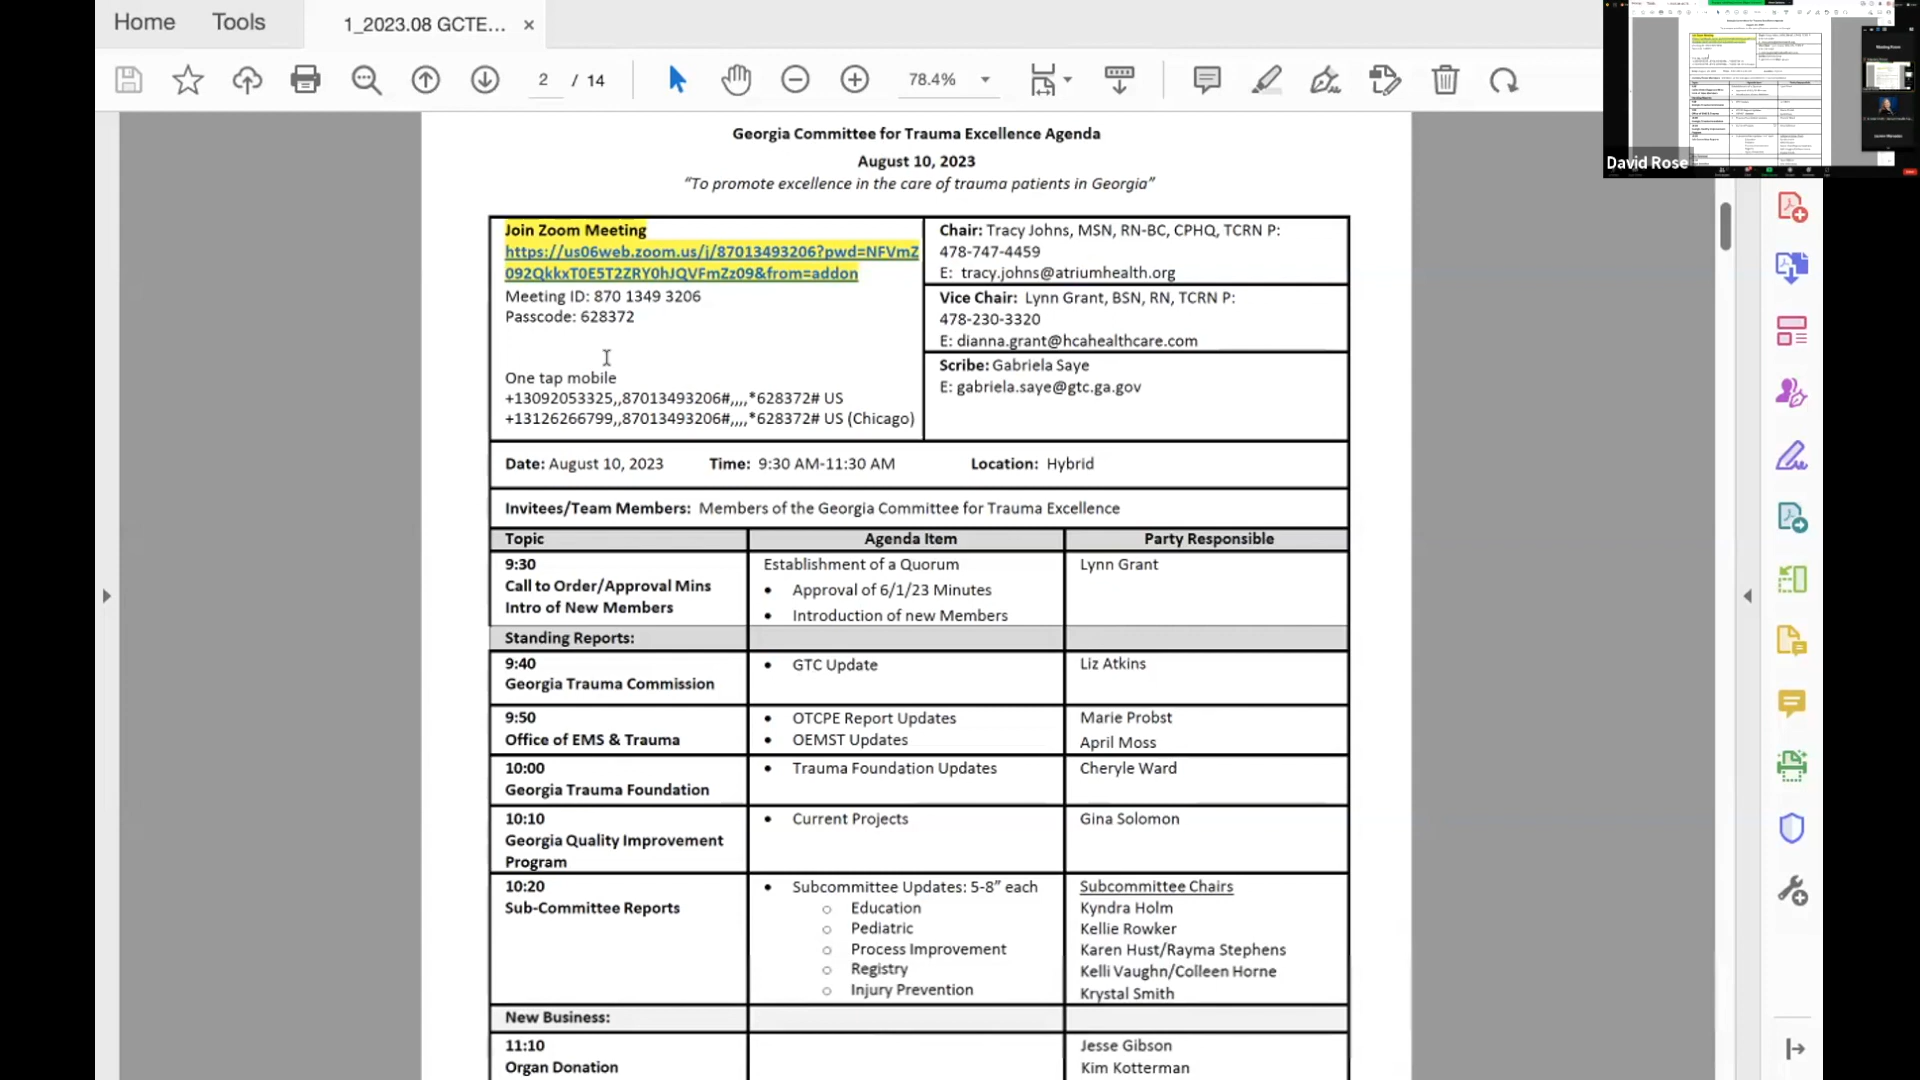 Home Tools 1_2023.08 GCTE... ×
2 / 14 78.4%
David Rose
Georgia Committee for Trauma Excellence Agenda
August 10, 2023
“To promote excellence in the care of trauma patients in Georgia”
Join Zoom Meeting
https://us06web.zoom.us/j/87013493206?pwd=NFVmZ
092QkkxT0E5T2ZRY0hJQVFmZz09&from=addon
Meeting ID: 870 1349 3206
Passcode: 628372
One tap mobile
+13092053325,,87013493206#,,,,*628372# US
+13126266799,,87013493206#,,,,*628372# US (Chicago)
Chair: Tracy Johns, MSN, RN-BC, CPHQ, TCRN P:
478-747-4459
E: tracy.johns@atriumhealth.org
Vice Chair: Lynn Grant, BSN, RN, TCRN P:
478-230-3320
E: dianna.grant@hcahealthcare.com
Scribe: Gabriela Saye
E: gabriela.saye@gtc.ga.gov
Date: August 10, 2023 Time: 9:30 AM-11:30 AM Location: Hybrid
Invitees/Team Members: Members of the Georgia Committee for Trauma Excellence
Topic Agenda Item Party Responsible
9:30
Call to Order/Approval Mins
Intro of New Members
Establishment of a Quorum
• Approval of 6/1/23 Minutes
• Introduction of new Members
Lynn Grant
Standing Reports:
9:40
Georgia Trauma Commission
• GTC Update
Liz Atkins
9:50
Office of EMS & Trauma
• OTCPE Report Updates
• OEMST Updates
Marie Probst
April Moss
10:00
Georgia Trauma Foundation
• Trauma Foundation Updates
Cheryle Ward
10:10
Georgia Quality Improvement
Program
• Current Projects
Gina Solomon
10:20
Sub-Committee Reports
• Subcommittee Updates: 5-8” each
○ Education
○ Pediatric
○ Process Improvement
○ Registry
○ Injury Prevention
Subcommittee Chairs
Kyndra Holm
Kellie Rowker
Karen Hust/Rayma Stephens
Kelli Vaughn/Colleen Horne
Krystal Smith
New Business:
11:10
Organ Donation
Jesse Gibson
Kim Kotterman